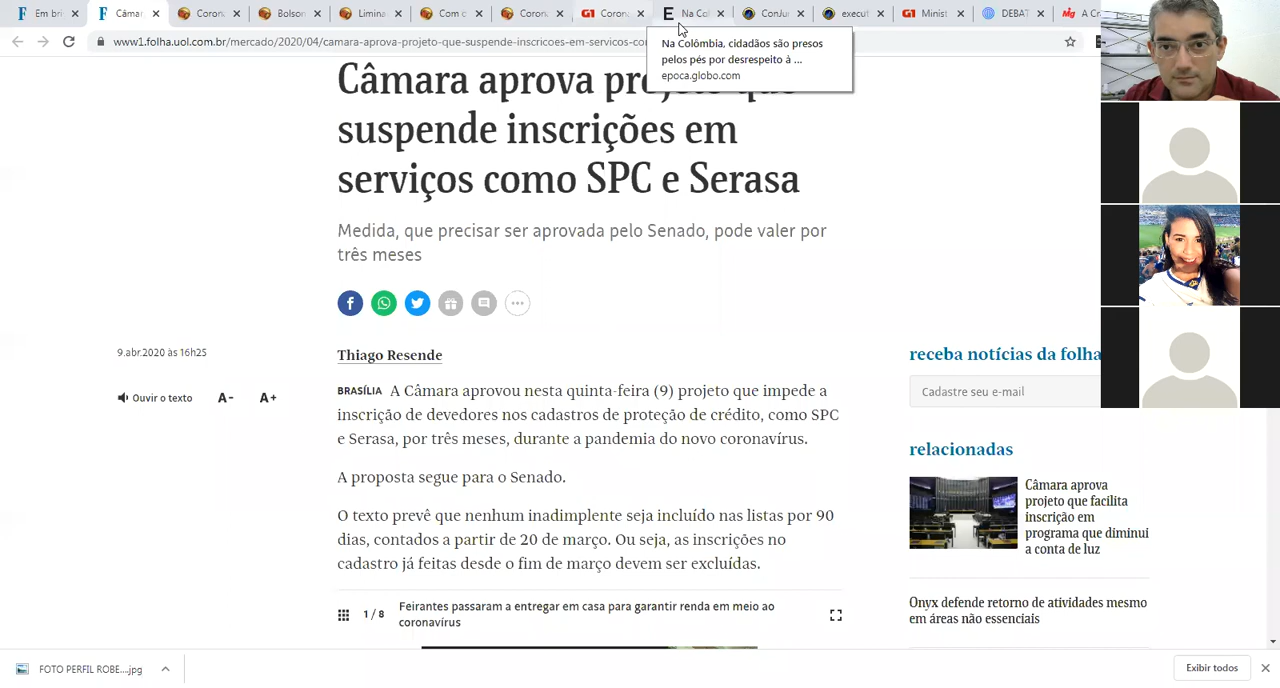 Em bri
Câmar
Corona
Bolson
Limina
Com o
Corona
Corona
Na Col
ConJu
execut
Minist
DEBAT
A Cr
www1.folha.uol.com.br/mercado/2020/04/camara-aprova-projeto-que-suspende-inscricoes-em-servicos-co
Na Colômbia, cidadãos são presos
pelos pés por desrespeito à ...
epoca.globo.com
Câmara aprova projeto que
suspende inscrições em
serviços como SPC e Serasa
Medida, que precisar ser aprovada pelo Senado, pode valer por
três meses
9.abr.2020 às 16h25
Ouvir o texto A- A+
Thiago Resende
BRASÍLIA A Câmara aprovou nesta quinta-feira (9) projeto que impede a
inscrição de devedores nos cadastros de proteção de crédito, como SPC
e Serasa, por três meses, durante a pandemia do novo coronavírus.
A proposta segue para o Senado.
O texto prevê que nenhum inadimplente seja incluído nas listas por 90
dias, contados a partir de 20 de março. Ou seja, as inscrições no
cadastro já feitas desde o fim de março devem ser excluídas.
1 / 8
Feirantes passaram a entregar em casa para garantir renda em meio ao
coronavírus
receba notícias da folha
Cadastre seu e-mail
relacionadas
Câmara aprova
projeto que facilita
inscrição em
programa que diminui
a conta de luz
Onyx defende retorno de atividades mesmo
em áreas não essenciais
FOTO PERFIL ROBE....jpg
Exibir todos